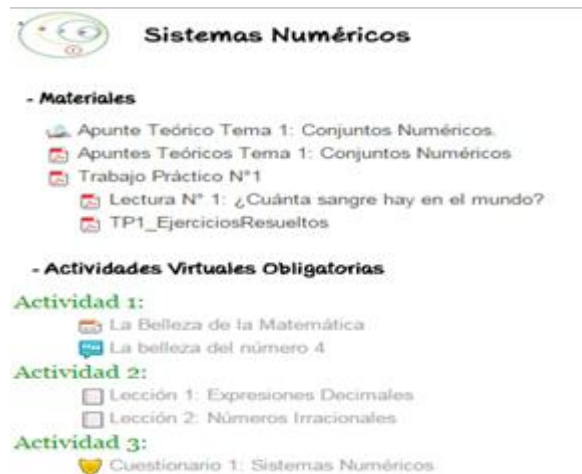 Sistemas Numéricos
- Materiales
Apunte Teórico Tema 1: Conjuntos Numéricos.
Apuntes Teóricos Tema 1: Conjuntos Numéricos
Trabajo Práctico N°1
Lectura N° 1: ¿Cuánta sangre hay en el mundo?
TP1_EjerciciosResueltos
- Actividades Virtuales Obligatorias
Actividad 1:
La Belleza de la Matemática
La belleza del número 4
Actividad 2:
Lección 1: Expresiones Decimales
Lección 2: Números Irracionales
Actividad 3:
Cuestionario 1: Sistemas Numéricos